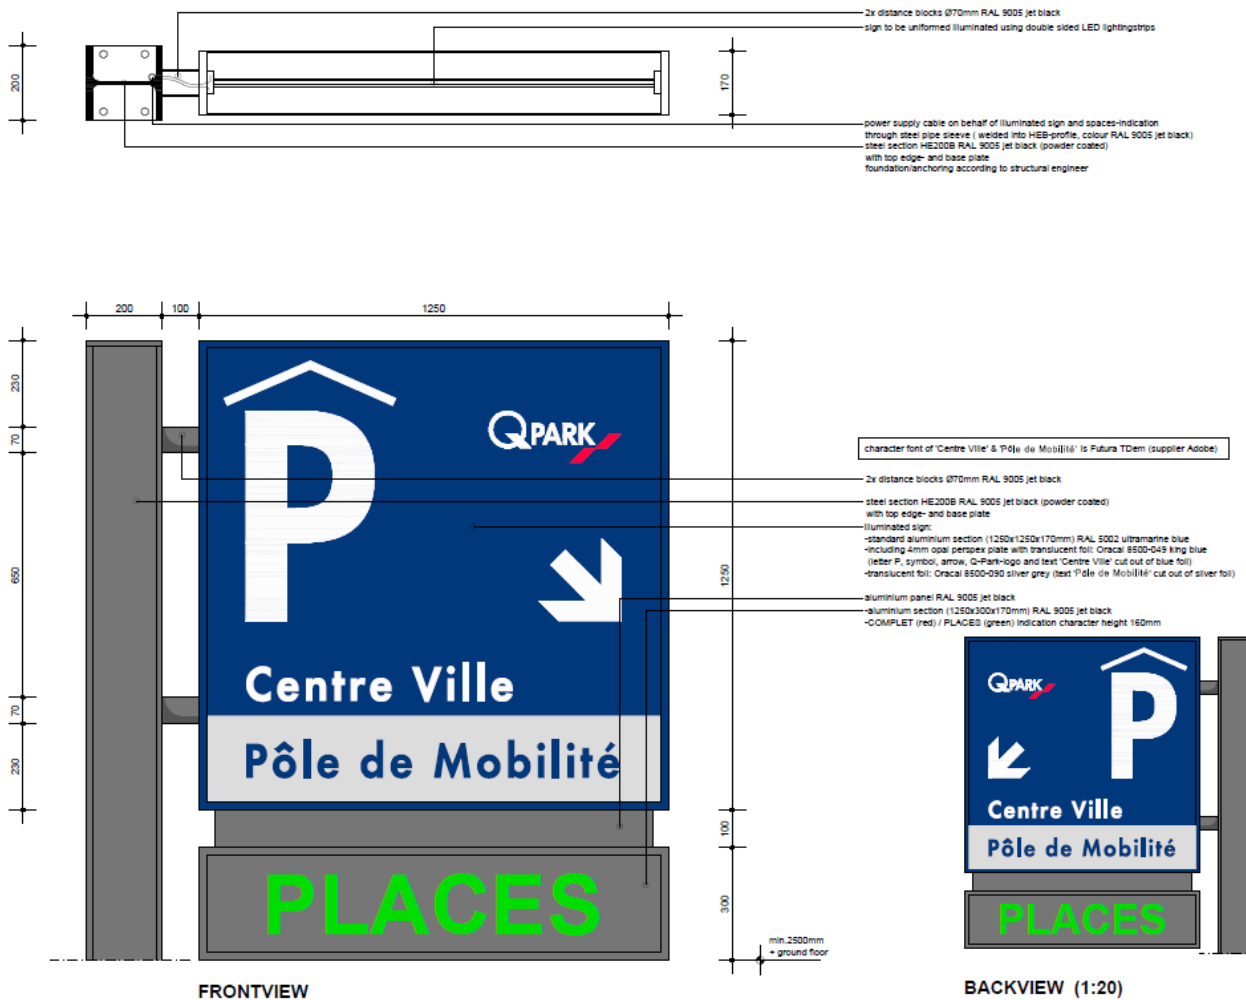 2x distance blocks Ø70mm RAL 9005 jet black
sign to be uniformed illuminated using double sided LED lightingstrips
200
170
power supply cable on behalf of illuminated sign and spaces-indication
through steel pipe sleeve ( welded into HEB-profile, colour RAL 9005 jet black)
steel section HE200B RAL 9005 jet black (powder coated)
with top edge- and base plate
foundation/anchoring according to structural engineer
200
100
1250
230
70
650
70
230
1250
100
300
QPARK
P
Centre Ville
Pôle de Mobilité
PLACES
character font of 'Centre Ville' & 'Pôle de Mobilité' is Futura TDem (supplier Adobe)
2x distance blocks Ø70mm RAL 9005 jet black
steel section HE200B RAL 9005 jet black (powder coated)
with top edge- and base plate
illuminated sign:
-standard aluminium section (1250x1250x170mm) RAL 5002 ultramarine blue
-including 4mm opal perspex plate with translucent foil: Oracal 8500-049 king blue
(letter P, symbol, arrow, Q-Park-logo and text 'Centre Ville' cut out of blue foil)
-translucent foil: Oracal 8500-090 silver grey (text 'Pôle de Mobilité' cut out of silver foil)
aluminium panel RAL 9005 jet black
-aluminium section (1250x300x170mm) RAL 9005 jet black
-COMPLET (red) / PLACES (green) indication character height 160mm
QPARK
P
Centre Ville
Pôle de Mobilité
PLACES
min.2500mm
+ ground floor
FRONTVIEW
BACKVIEW (1:20)